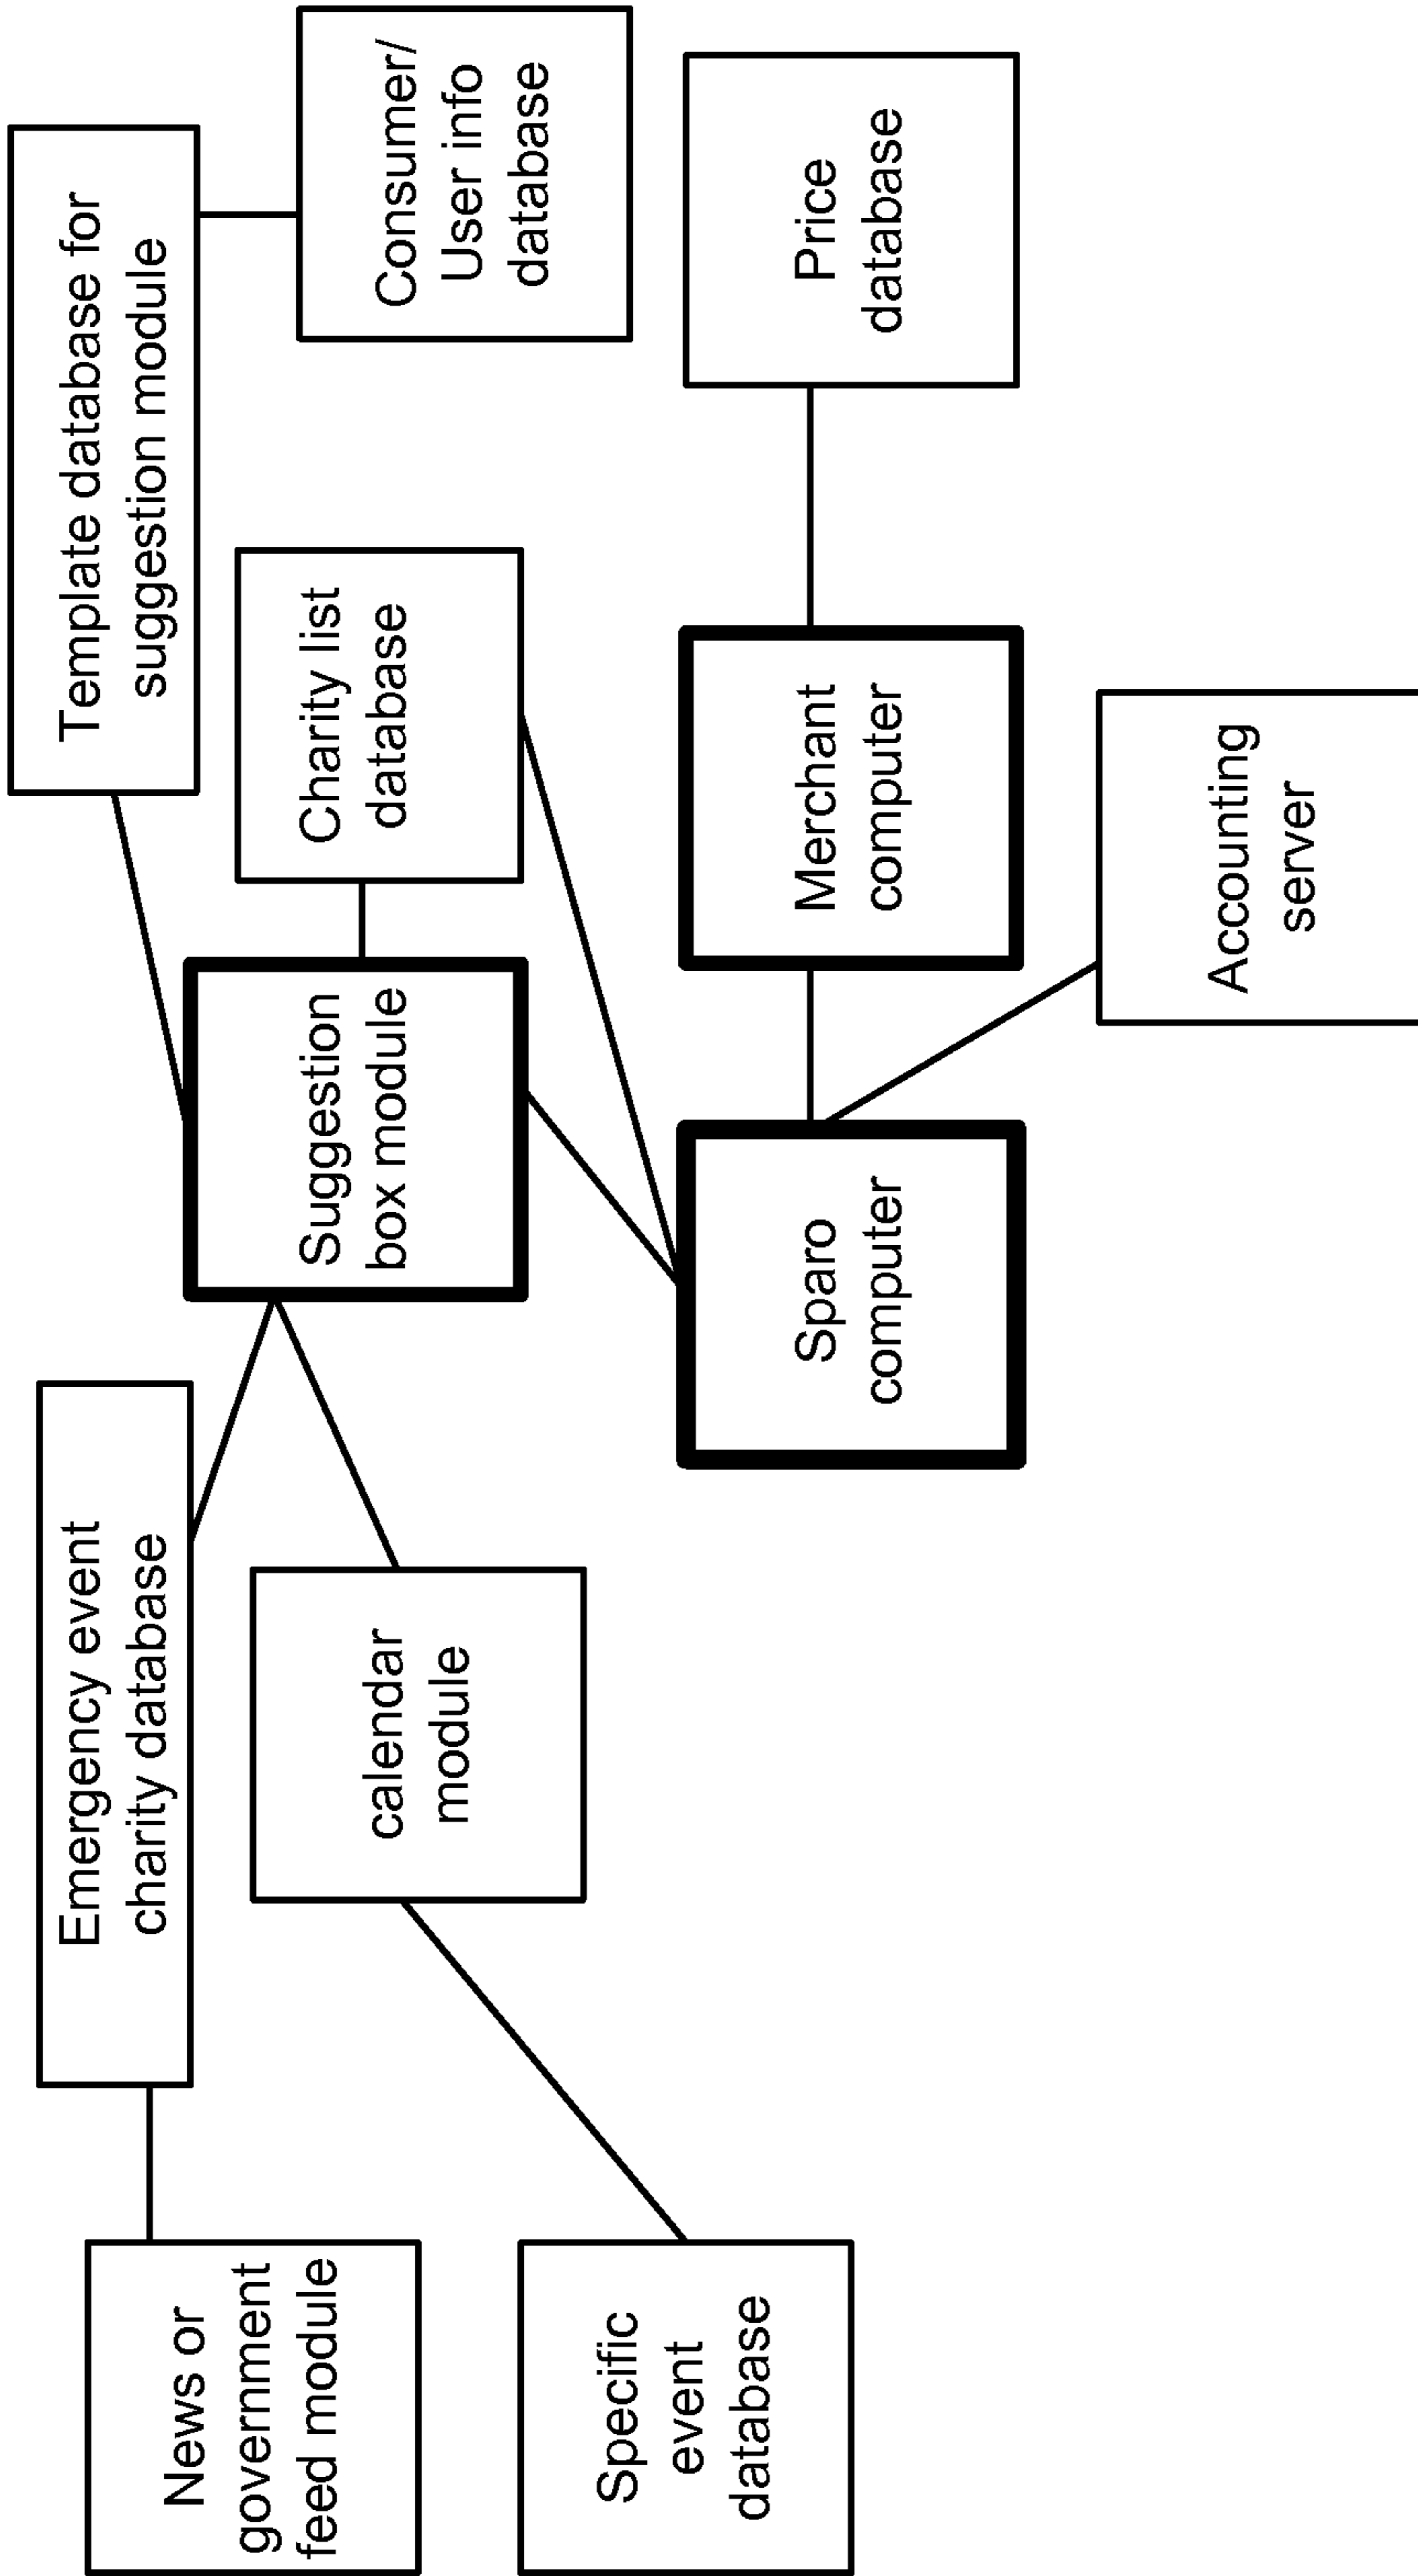 News or
government
feed module
Emergency event
charity database
Template database for
suggestion module
Specific
event
database
calendar
module
Suggestion
box module
Charity list
database
Consumer/
User info
database
Sparo
computer
Merchant
computer
Price
database
Accounting
server